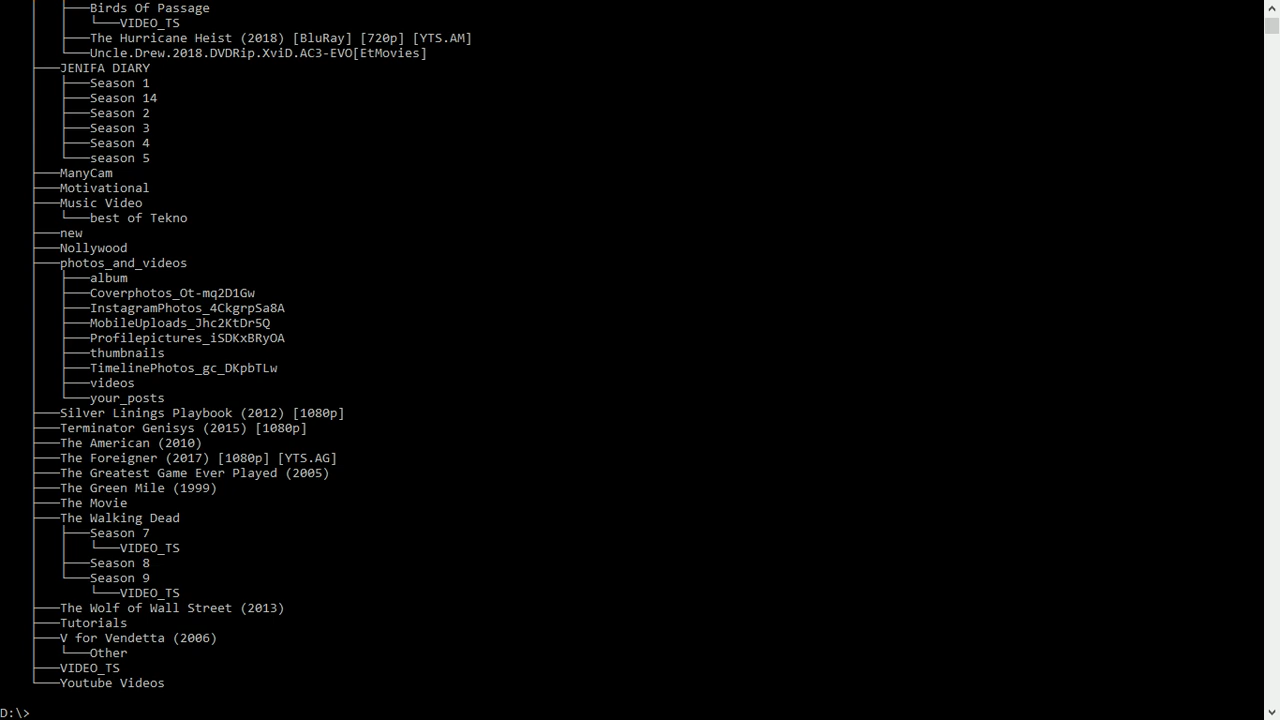 │   ├───Birds Of Passage
│   │   └───VIDEO_TS
│   ├───The Hurricane Heist (2018) [BluRay] [720p] [YTS.AM]
│   └───Uncle.Drew.2018.DVDRip.XviD.AC3-EVO[EtMovies]
├───JENIFA DIARY
│   ├───Season 1
│   ├───Season 14
│   ├───Season 2
│   ├───Season 3
│   ├───Season 4
│   └───season 5
├───ManyCam
├───Motivational
├───Music Video
│   └───best of Tekno
├───new
├───Nollywood
├───photos_and_videos
│   ├───album
│   ├───Coverphotos_Ot-mq2D1Gw
│   ├───InstagramPhotos_4CkgrpSa8A
│   ├───MobileUploads_Jhc2KtDr5Q
│   ├───Profilepictures_iSDKxBRyOA
│   ├───thumbnails
│   ├───TimelinePhotos_gc_DKpbTLw
│   ├───videos
│   └───your_posts
├───Silver Linings Playbook (2012) [1080p]
├───Terminator Genisys (2015) [1080p]
├───The American (2010)
├───The Foreigner (2017) [1080p] [YTS.AG]
├───The Greatest Game Ever Played (2005)
├───The Green Mile (1999)
├───The Movie
├───The Walking Dead
│   ├───Season 7
│   │   └───VIDEO_TS
│   ├───Season 8
│   └───Season 9
│       └───VIDEO_TS
├───The Wolf of Wall Street (2013)
├───Tutorials
├───V for Vendetta (2006)
│   └───Other
├───VIDEO_TS
└───Youtube Videos
D:\>